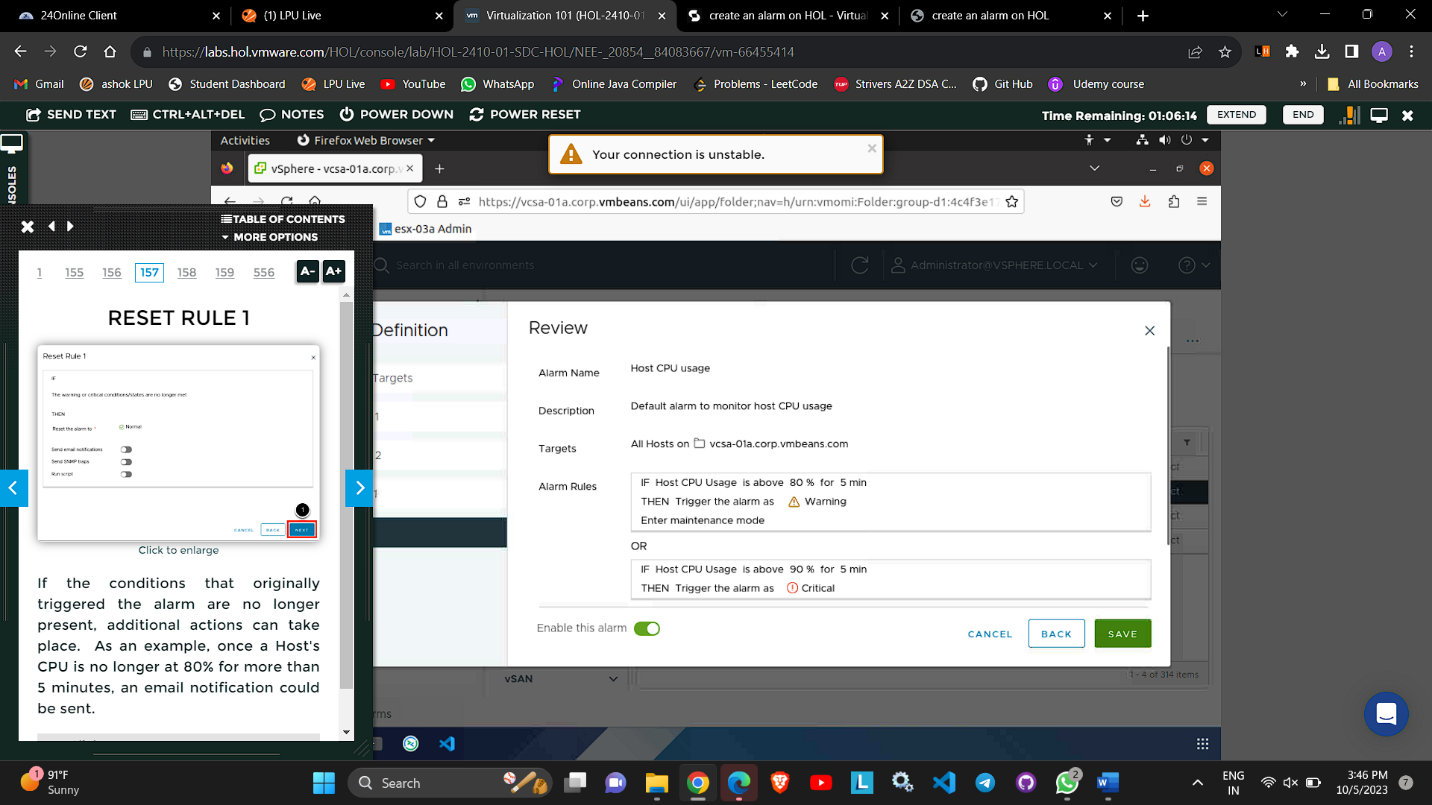 24Online Client
(1) LPU Live
Virtualization 101 (HOL-2410-01
create an alarm on HOL - Virtua
create an alarm on HOL
https://labs.hol.vmware.com/HOL/console/lab/HOL-2410-01-SDC-HOL/NEE-_20854__84083667/vm-66455414
A
Gmail
ashok LPU
Student Dashboard
LPU Live
YouTube
WhatsApp
Online Java Compiler
Problems - LeetCode
Strivers A2Z DSA C...
Git Hub
Udemy course
»
All Bookmarks
SEND TEXT
CTRL+ALT+DEL
NOTES
POWER DOWN
POWER RESET
Time Remaining: 01:06:14
EXTEND
END
Activities
Firefox Web Browser
Your connection is unstable.
NSOLES
vSphere - vcsa-01a.corp.v
https://vcsa-01a.corp.vmbeans.com/ui/app/folder;nav=h/urn:vmomi:Folder:group-d1:4c4f3e17
esx-03a Admin
TABLE OF CONTENTS
MORE OPTIONS
Search in all environments
Administrator@VSPHERE.LOCAL
1 155 156 157 158 159 556
A- A+
RESET RULE 1
Reset Rule 1
IF
The warning or critical conditions/states are no longer met
THEN
Reset the alarm to * Normal
Send email notifications
Send SNMP traps
Run script
1
CANCEL BACK NEXT
Click to enlarge
If the conditions that originally
triggered the alarm are no longer
present, additional actions can take
place. As an example, once a Host's
CPU is no longer at 80% for more than
5 minutes, an email notification could
be sent.
Definition
Targets
1
2
1
Review
Alarm Name Host CPU usage
Description Default alarm to monitor host CPU usage
Targets All Hosts on vcsa-01a.corp.vmbeans.com
Alarm Rules IF Host CPU Usage is above 80 % for 5 min
THEN Trigger the alarm as Warning
Enter maintenance mode
OR
IF Host CPU Usage is above 90 % for 5 min
THEN Trigger the alarm as Critical
Enable this alarm
CANCEL BACK SAVE
ct
ct
ct
ct
vSAN
1 - 4 of 314 items
rms
1
91°F
Sunny
Search
2
ENG
IN
3:46 PM
10/5/2023
7